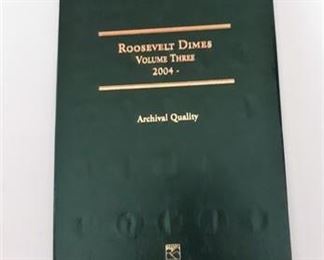 ROOSEVELT DIMES
VOLUME THREE
2004 -
Archival Quality